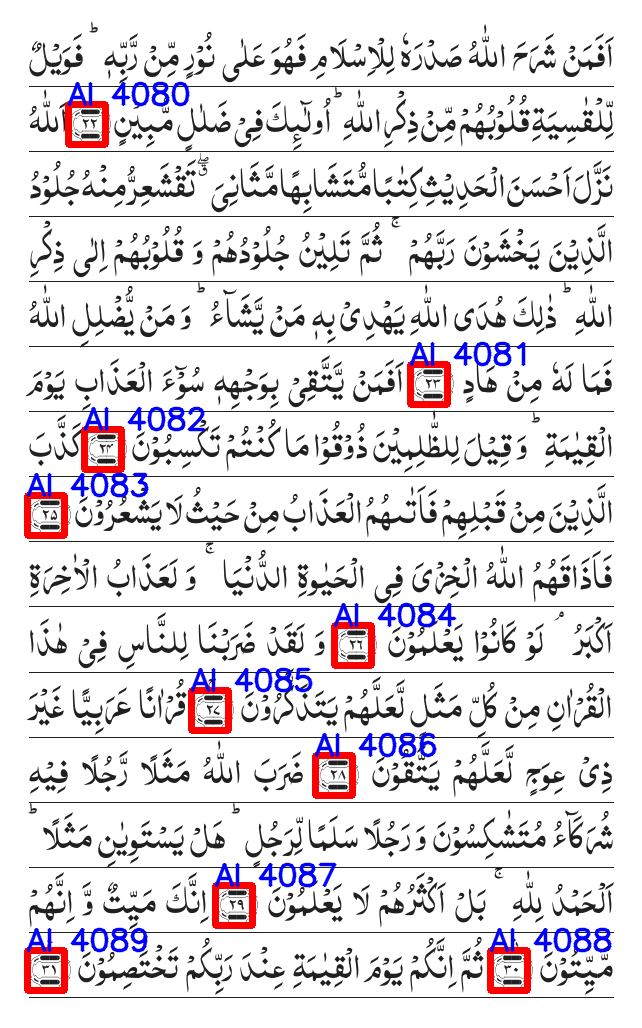 اَفَمَنْ شَرَحَ اللّٰهُ صَدْرَهٗ لِلْاِسْلَامِ فَهُوَ عَلٰى نُوْرٍ مِّنْ رَّبِّهٖ ؕ فَوَيْلٌ
AI 4080
لِّلْقٰسِيَةِ قُلُوْبُهُمْ مِّنْ ذِكْرِ اللّٰهِ ؕ اُولٰٓئِكَ فِىْ ضَلٰلٍ مُّبِيْنٍ ۲۲ اَللّٰهُ
نَزَّلَ اَحْسَنَ الْحَدِيْثِ كِتٰبًا مُّتَشَابِهًا مَّثَانِىَ ۖۗ تَقْشَعِرُّ مِنْهُ جُلُوْدُ
الَّذِيْنَ يَخْشَوْنَ رَبَّهُمْ ۚ ثُمَّ تَلِيْنُ جُلُوْدُهُمْ وَ قُلُوْبُهُمْ اِلٰى ذِكْرِ
اللّٰهِ ؕ ذٰلِكَ هُدَى اللّٰهِ يَهْدِىْ بِهٖ مَنْ يَّشَآءُ ؕ وَ مَنْ يُّضْلِلِ اللّٰهُ
AI 4081
فَمَا لَهٗ مِنْ هَادٍ ۲۳ اَفَمَنْ يَّتَّقِىْ بِوَجْهِهٖ سُوْٓءَ الْعَذَابِ يَوْمَ
AI 4082
الْقِيٰمَةِ ؕ وَ قِيْلَ لِلظّٰلِمِيْنَ ذُوْقُوْا مَا كُنْتُمْ تَكْسِبُوْنَ ۲۴ كَذَّبَ
AI 4083
الَّذِيْنَ مِنْ قَبْلِهِمْ فَاَتٰٮهُمُ الْعَذَابُ مِنْ حَيْثُ لَا يَشْعُرُوْنَ ۲۵
فَاَذَاقَهُمُ اللّٰهُ الْخِزْىَ فِى الْحَيٰوةِ الدُّنْيَا ۚ وَ لَعَذَابُ الْاٰخِرَةِ
AI 4084
اَكْبَرُ ۘ لَوْ كَانُوْا يَعْلَمُوْنَ ۲۶ وَ لَقَدْ ضَرَبْنَا لِلنَّاسِ فِىْ هٰذَا
AI 4085
الْقُرْاٰنِ مِنْ كُلِّ مَثَلٍ لَّعَلَّهُمْ يَتَذَكَّرُوْنَ ۲۷ قُرْاٰنًا عَرَبِيًّا غَيْرَ
AI 4086
ذِىْ عِوَجٍ لَّعَلَّهُمْ يَتَّقُوْنَ ۲۸ ضَرَبَ اللّٰهُ مَثَلًا رَّجُلًا فِيْهِ
شُرَكَآءُ مُتَشٰكِسُوْنَ وَ رَجُلًا سَلَمًا لِّرَجُلٍ ؕ هَلْ يَسْتَوِيٰنِ مَثَلًا ؕ
AI 4087
اَلْحَمْدُ لِلّٰهِ ۚ بَلْ اَكْثَرُهُمْ لَا يَعْلَمُوْنَ ۲۹ اِنَّكَ مَيِّتٌ وَّ اِنَّهُمْ
AI 4088
AI 4089
مَّيِّتُوْنَ ۳۰ ثُمَّ اِنَّكُمْ يَوْمَ الْقِيٰمَةِ عِنْدَ رَبِّكُمْ تَخْتَصِمُوْنَ ۳۱